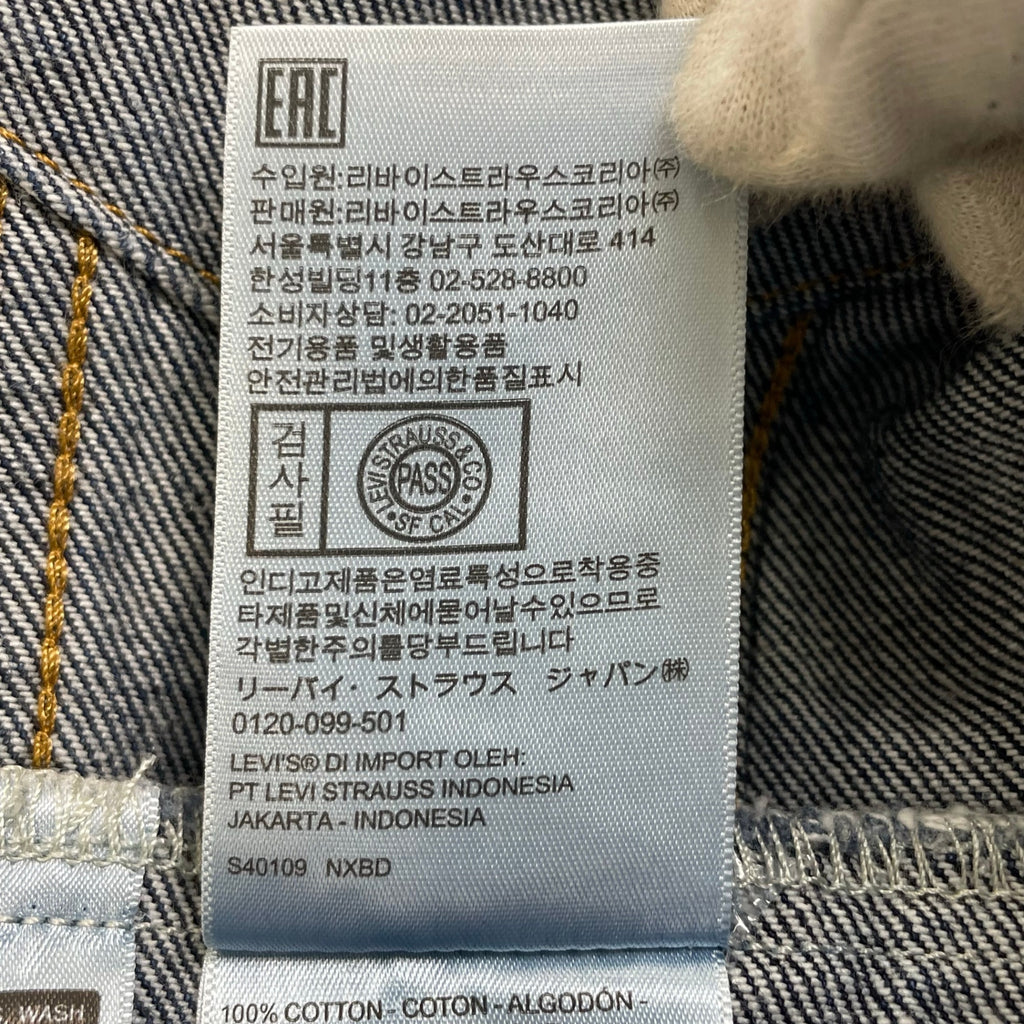 EAC
수입원:리바이스트라우스코리아㈜
판매원:리바이스트라우스코리아㈜
서울특별시 강남구 도산대로 414
한성빌딩11층 02-528-8800
소비자상담: 02-2051-1040
전기용품 및생활용품
안전관리법에의한품질표시
검사필
LEVI STRAUSS & CO
PASS
SF CAL
인디고제품은염료특성으로착용중
타제품및신체에묻어날수있으므로
각별한주의를당부드립니다
リーバイ・ストラウス ジャパン㈱
0120-099-501
LEVI'S® DI IMPORT OLEH:
PT LEVI STRAUSS INDONESIA
JAKARTA - INDONESIA
S40109 NXBD
100% COTTON - COTON - ALGODÓN -
WASH